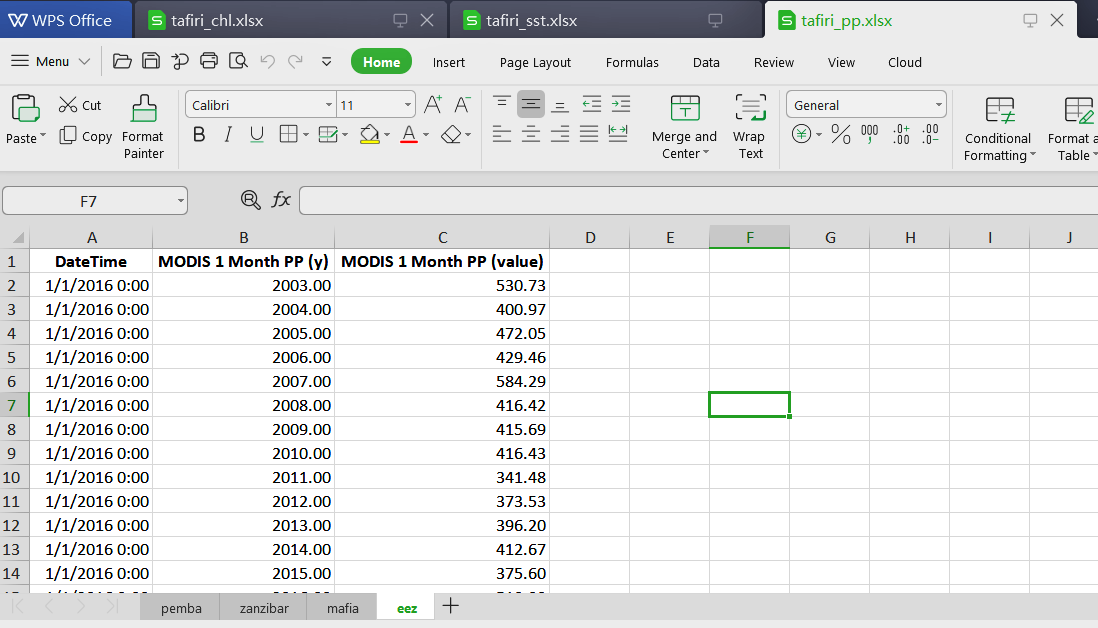 WPS Office tafiri_chl.xlsx tafiri_sst.xlsx tafiri_pp.xlsx
Menu Home Insert Page Layout Formulas Data Review View Cloud
Paste Cut Copy Format Painter Calibri 11 Merge and Center Wrap Text General Conditional Formatting Format a Table
F7
A B C D E F G H I J
1 DateTime MODIS 1 Month PP (y) MODIS 1 Month PP (value)
2 1/1/2016 0:00 2003.00 530.73
3 1/1/2016 0:00 2004.00 400.97
4 1/1/2016 0:00 2005.00 472.05
5 1/1/2016 0:00 2006.00 429.46
6 1/1/2016 0:00 2007.00 584.29
7 1/1/2016 0:00 2008.00 416.42
8 1/1/2016 0:00 2009.00 415.69
9 1/1/2016 0:00 2010.00 416.43
10 1/1/2016 0:00 2011.00 341.48
11 1/1/2016 0:00 2012.00 373.53
12 1/1/2016 0:00 2013.00 396.20
13 1/1/2016 0:00 2014.00 412.67
14 1/1/2016 0:00 2015.00 375.60
pemba zanzibar mafia eez